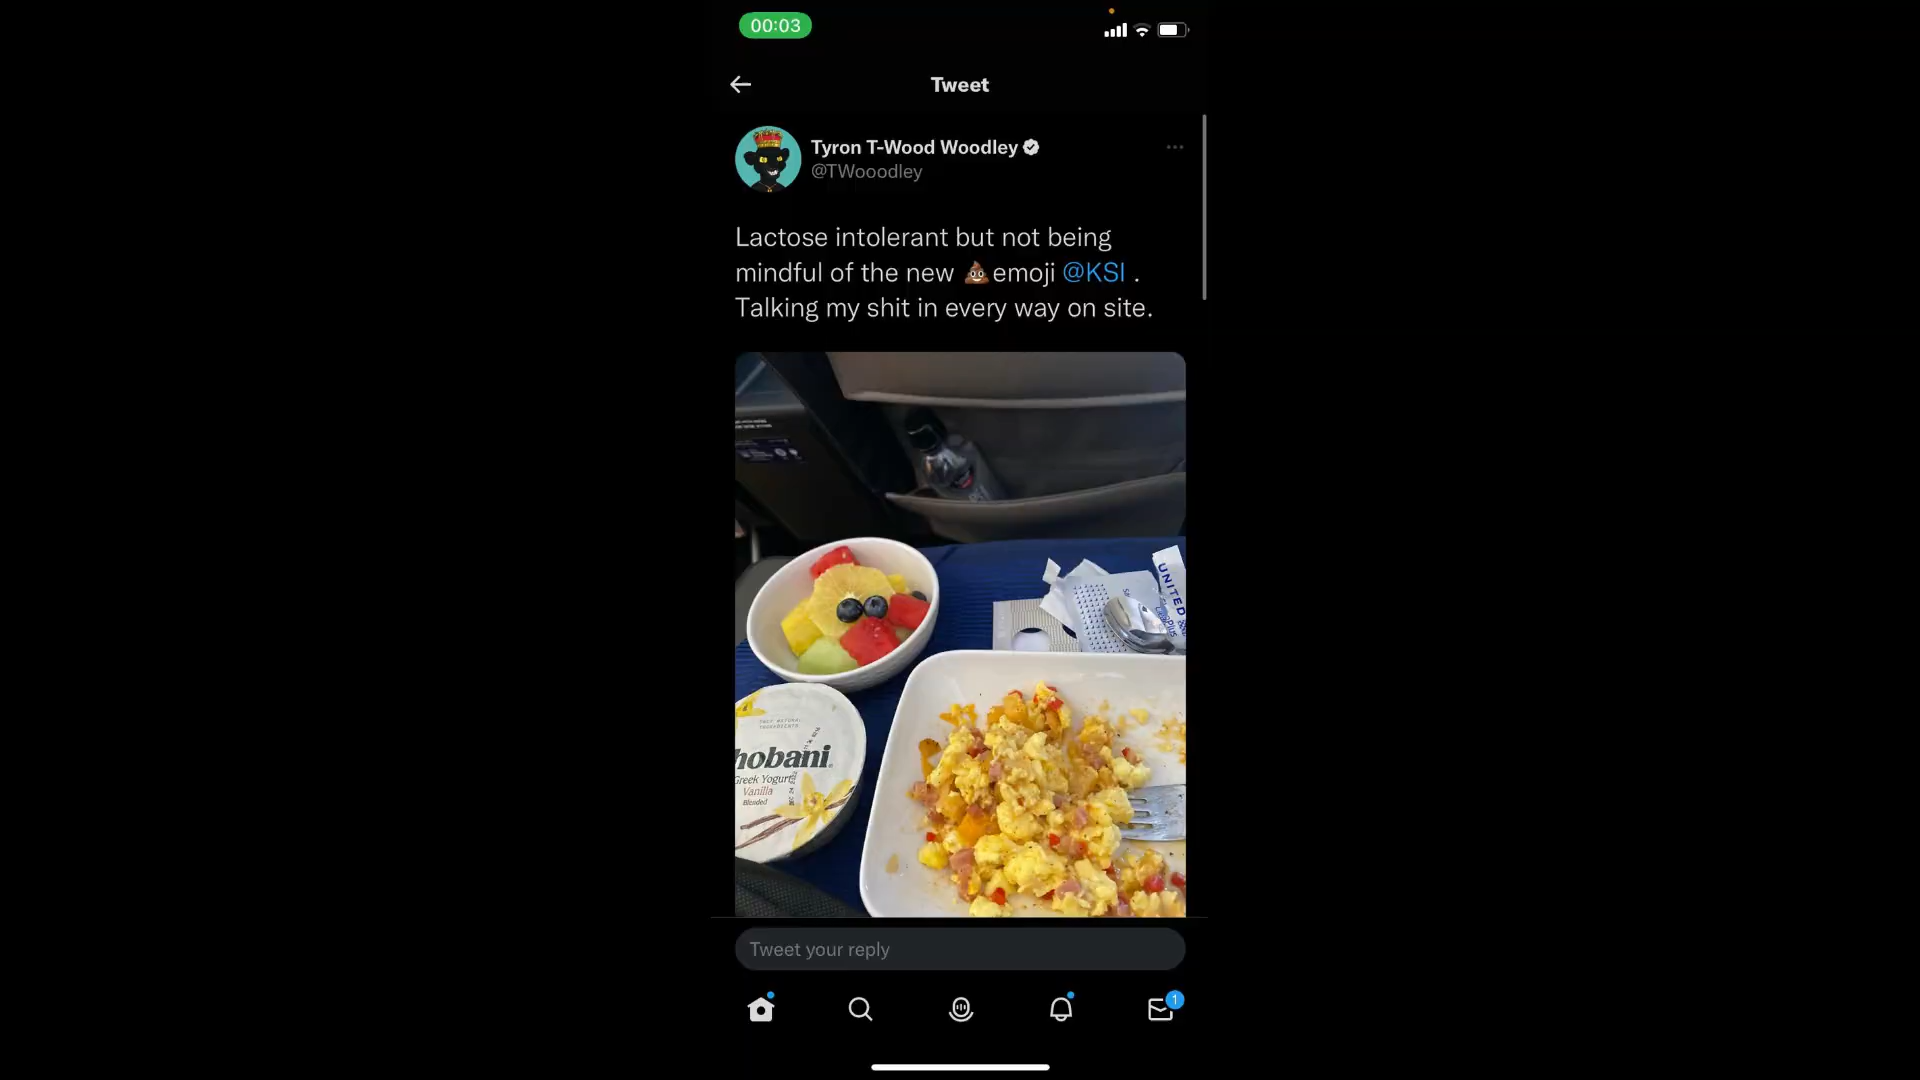 00:03
Tweet
Tyron T-Wood Woodley
@TWooodley
Lactose intolerant but not being
mindful of the new 💩emoji @KSI .
Talking my shit in every way on site.
UNITED
hobani
Greek Yogurt
Vanilla
Blended
Tweet your reply
1